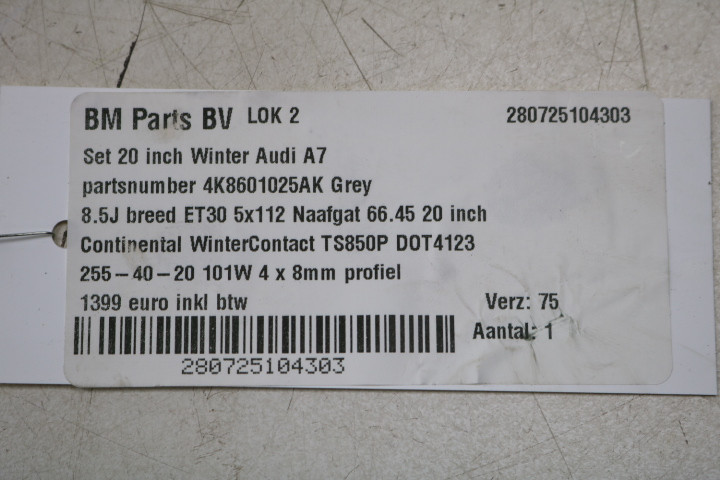 BM Parts BV LOK 2 280725104303
Set 20 inch Winter Audi A7
partsnumber 4K8601025AK Grey
8.5J breed ET30 5x112 Naafgat 66.45 20 inch
Continental WinterContact TS850P DOT4123
255-40-20 101W 4 x 8mm profiel
1399 euro inkl btw Verz: 75
Aantal: 1
280725104303